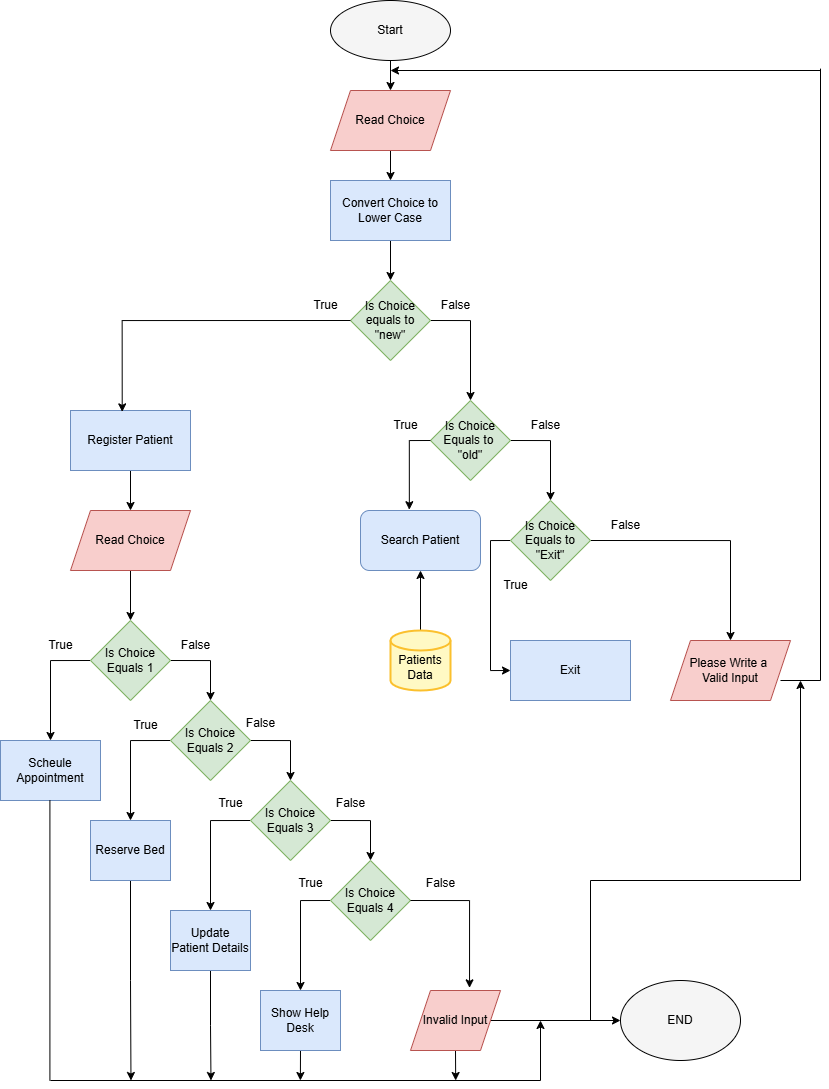 Start
Read Choice
Convert Choice to
Lower Case
True
False
Is Choice
equals to
"new"
Register Patient
True
False
Is Choice
Equals to
"old"
Read Choice
Search Patient
True
False
Is Choice
Equals to
"Exit"
Patients
Data
Exit
Please Write a
Valid Input
True
False
Is Choice
Equals 1
Scheule
Appointment
True
False
Is Choice
Equals 2
Reserve Bed
True
False
Is Choice
Equals 3
Update
Patient Details
True
False
Is Choice
Equals 4
Show Help
Desk
Invalid Input
END